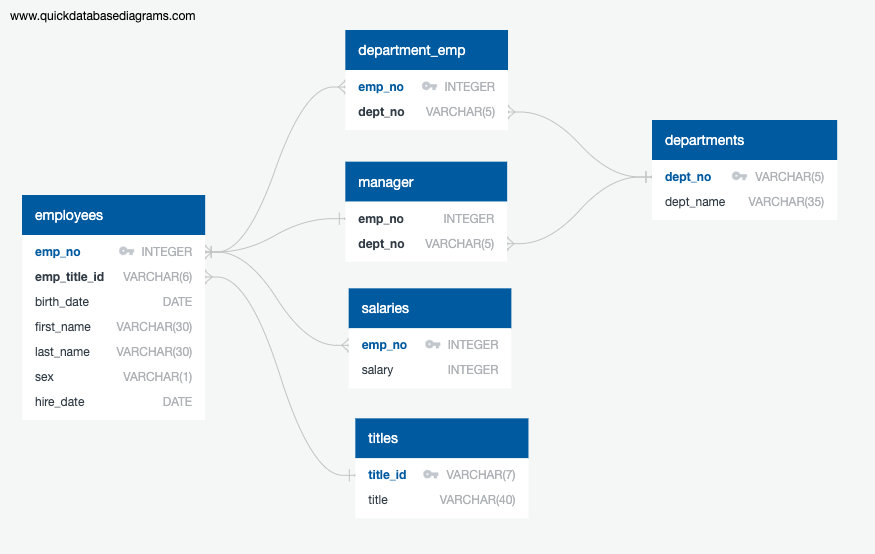 www.quickdatabasediagrams.com
department_emp
emp_no INTEGER
dept_no VARCHAR(5)
departments
dept_no VARCHAR(5)
dept_name VARCHAR(35)
manager
emp_no INTEGER
dept_no VARCHAR(5)
employees
emp_no INTEGER
emp_title_id VARCHAR(6)
birth_date DATE
first_name VARCHAR(30)
last_name VARCHAR(30)
sex VARCHAR(1)
hire_date DATE
salaries
emp_no INTEGER
salary INTEGER
titles
title_id VARCHAR(7)
title VARCHAR(40)